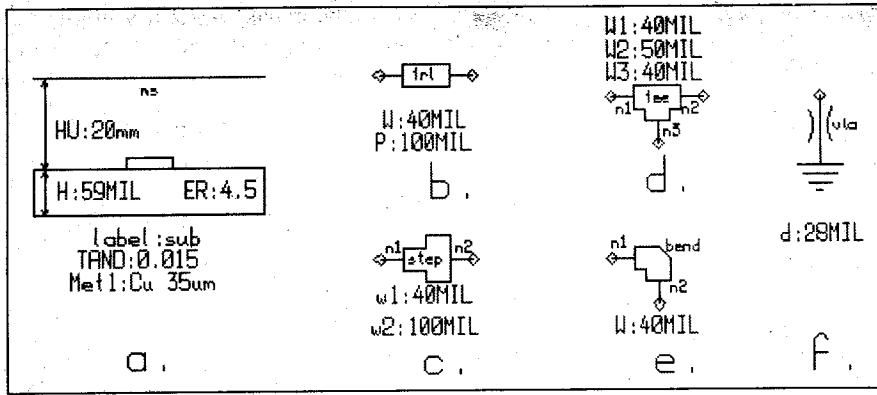 ms
HU:20mm
H:59MIL ER:4.5
label:sub
TAND:0.015
Met1:Cu 35um
a.
trl
W:40MIL
P:100MIL
b.
n1 step n2
w1:40MIL
w2:100MIL
c.
W1:40MIL
W2:50MIL
W3:40MIL
tee
n1 n2
n3
d.
n1 bend
n2
W:40MIL
e.
via
d:28MIL
f.